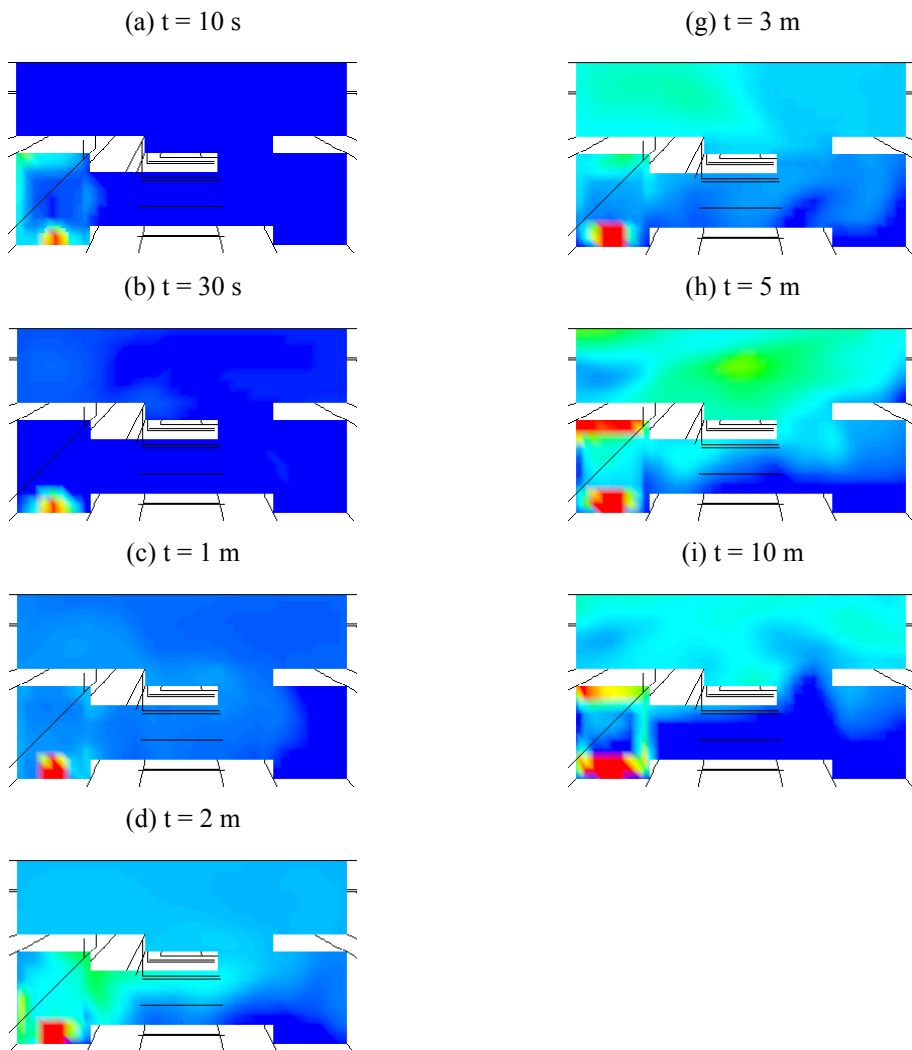 (a) t = 10 s
(b) t = 30 s
(c) t = 1 m
(d) t = 2 m
(g) t = 3 m
(h) t = 5 m
(i) t = 10 m